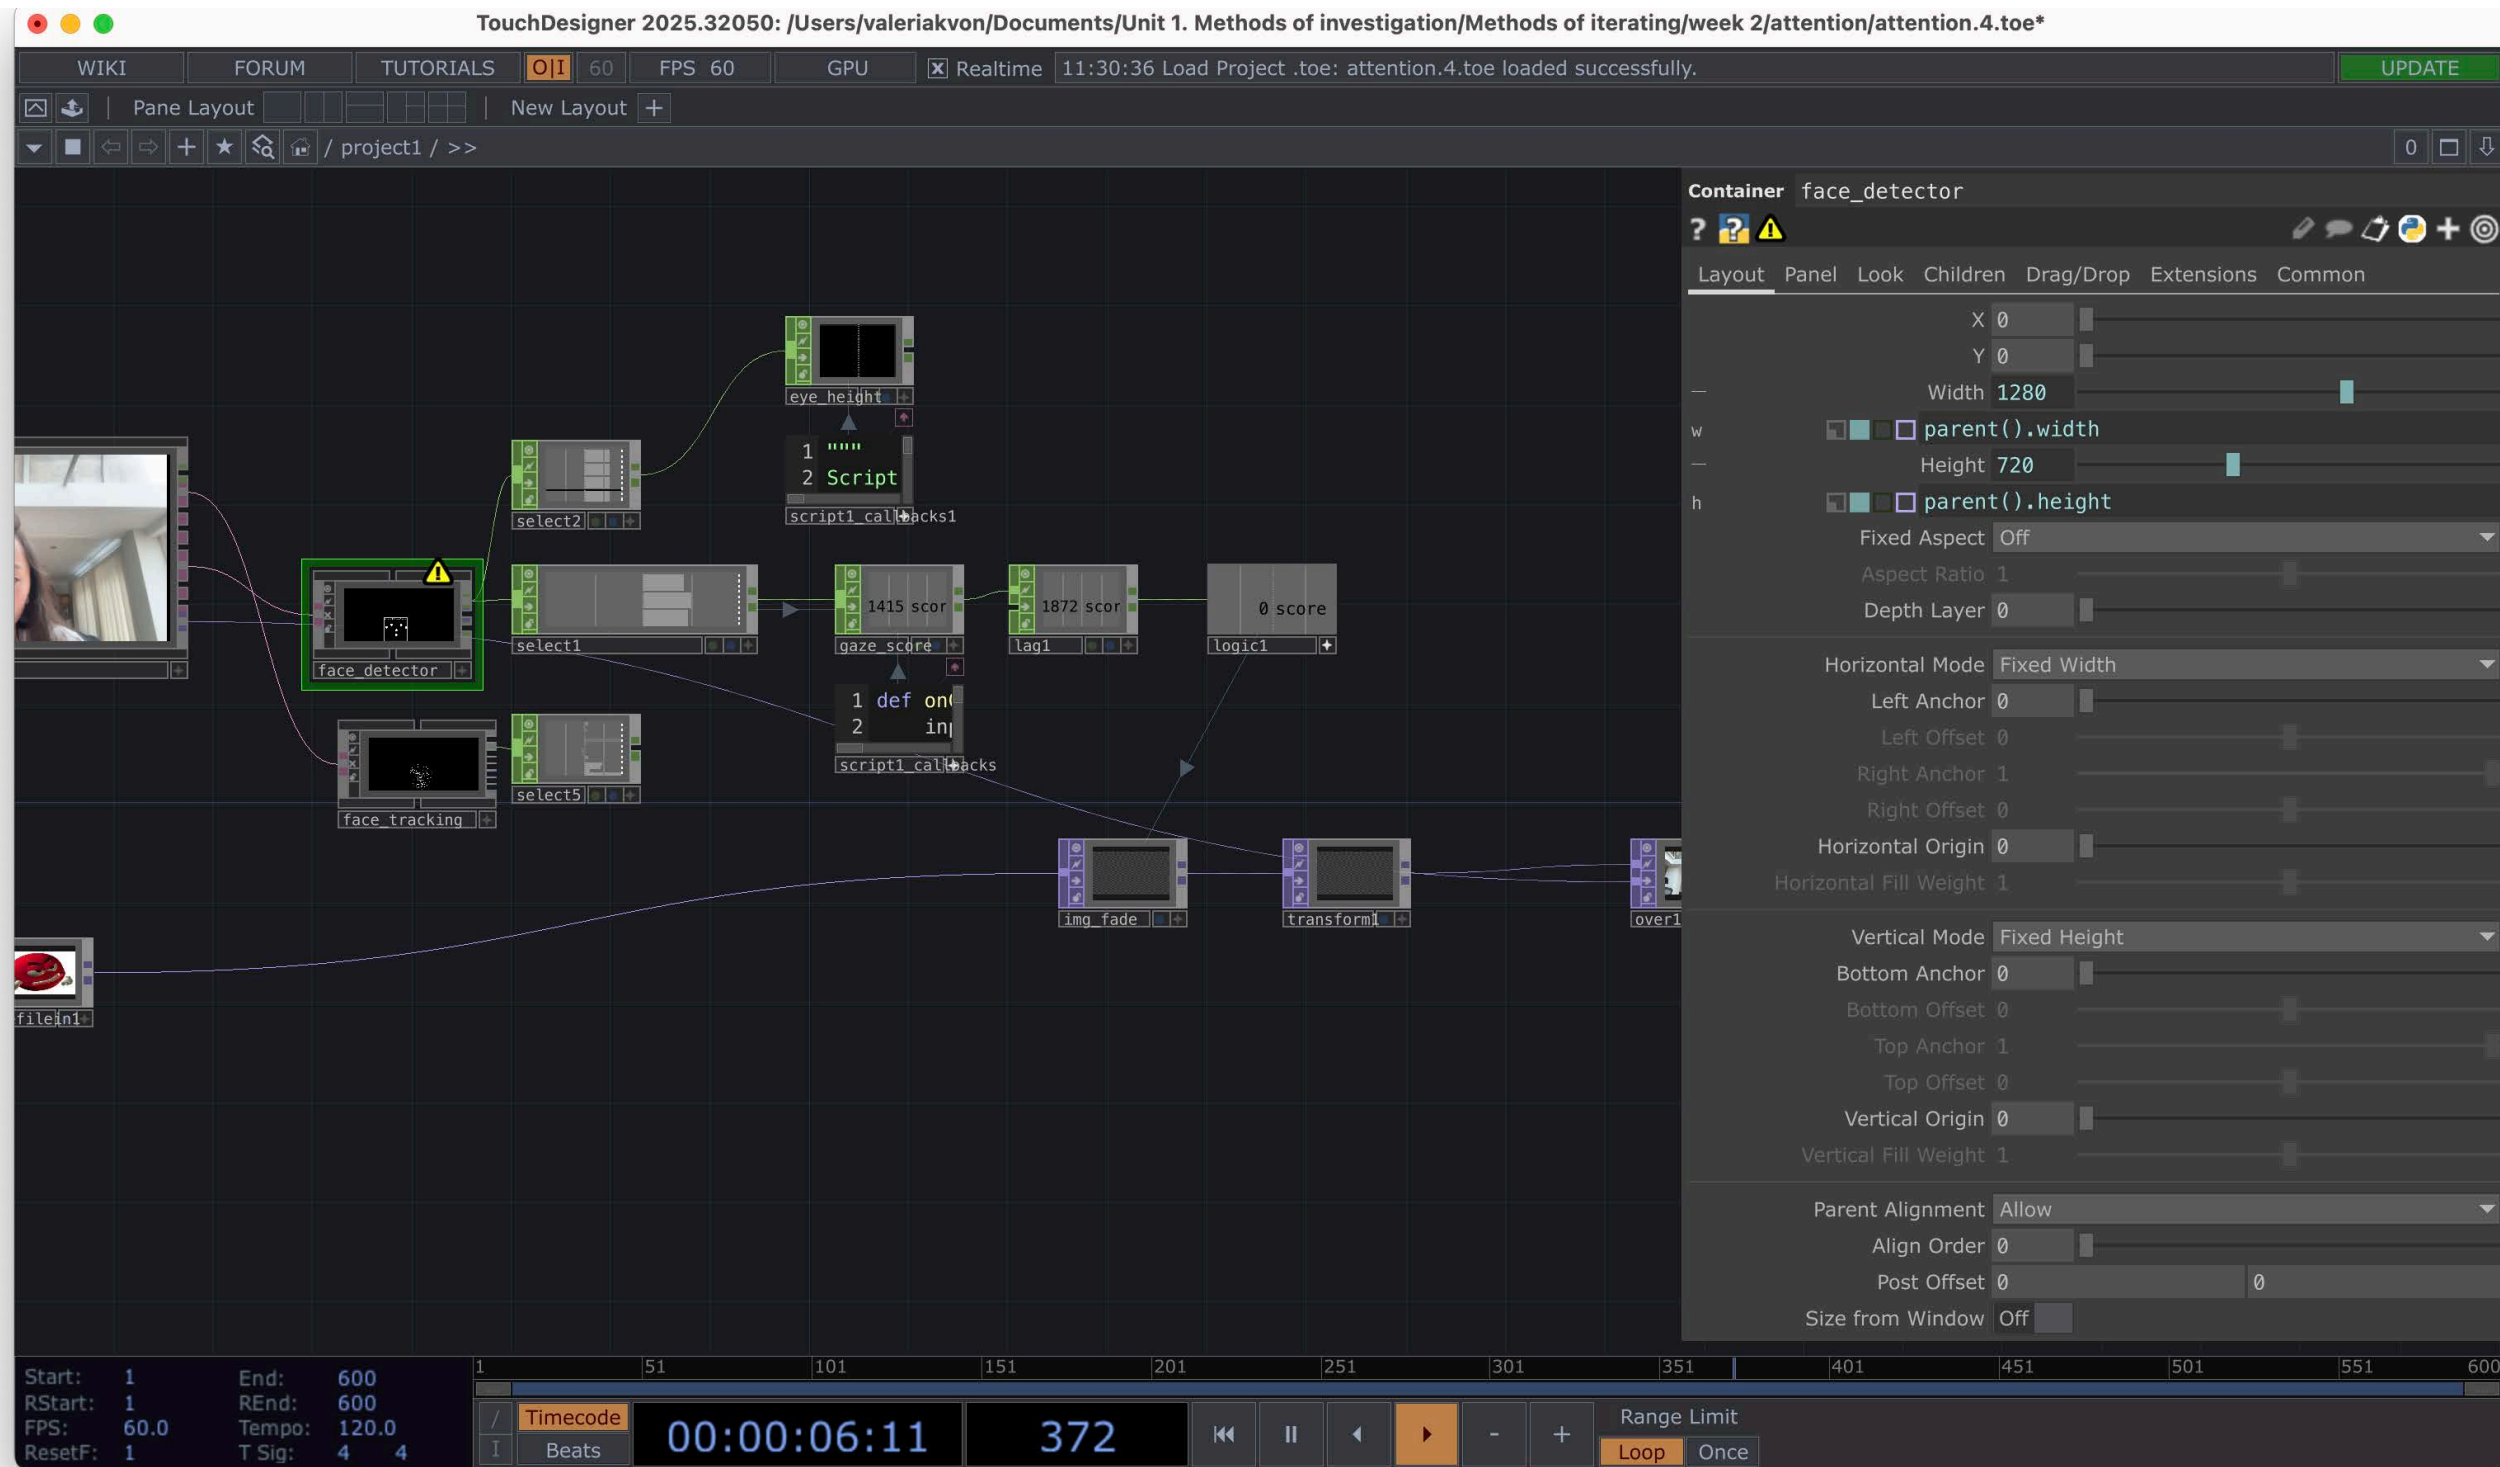 TouchDesigner 2025.32050: /Users/valeriakvon/Documents/Unit 1. Methods of investigation/Methods of iterating/week 2/attention/attention.4.toe*
WIKI FORUM TUTORIALS O|I 60 FPS 60 GPU Realtime 11:30:36 Load Project .toe: attention.4.toe loaded successfully. UPDATE
Pane Layout New Layout +
/ project1 / >> 0
Container face_detector
Layout Panel Look Children Drag/Drop Extensions Common
X 0
Y 0
Width 1280
w parent().width
Height 720
h parent().height
Fixed Aspect Off
Aspect Ratio 1
Depth Layer 0
Horizontal Mode Fixed Width
Left Anchor 0
Left Offset 0
Right Anchor 1
Right Offset 0
Horizontal Origin 0
Horizontal Fill Weight 1
Vertical Mode Fixed Height
Bottom Anchor 0
Bottom Offset 0
Top Anchor 1
Top Offset 0
Vertical Origin 0
Vertical Fill Weight 1
Parent Alignment Allow
Align Order 0
Post Offset 0 0
Size from Window Off
eye_height
1 """
2 Script
script1_callbacks1
select2
face_detector
select1
1415 scor
gaze_score
1872 scor
lag1
0 score
logic1
1 def on
2 in
script1_callbacks
face_tracking
select5
img_fade
transform1
over1
filein1
Start: 1 End: 600
RStart: 1 REnd: 600
FPS: 60.0 Tempo: 120.0
ResetF: 1 T Sig: 4 4
1 51 101 151 201 251 301 351 401 451 501 551 600
Timecode
Beats
00:00:06:11
372
- +
Range Limit
Loop Once